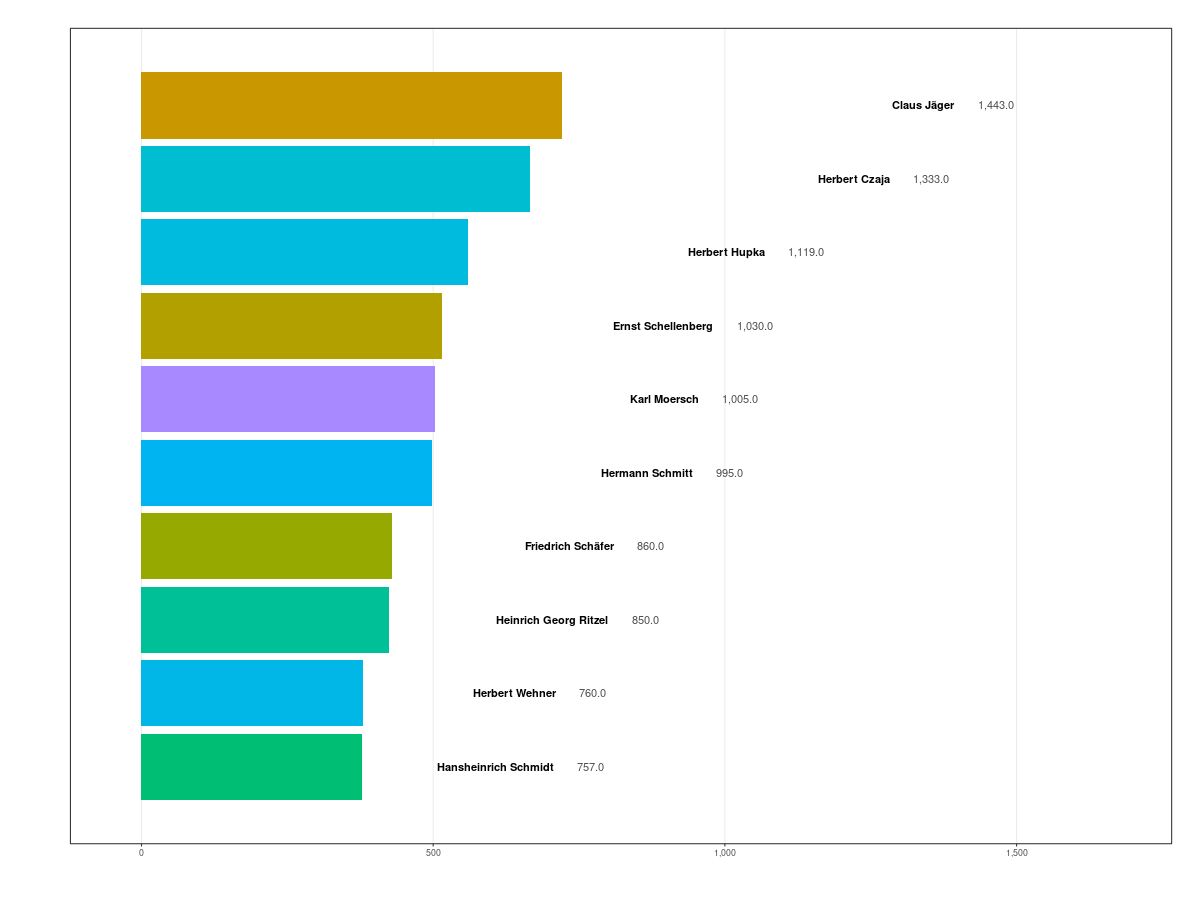 Claus Jäger 1,443.0
Herbert Czaja 1,333.0
Herbert Hupka 1,119.0
Ernst Schellenberg 1,030.0
Karl Moersch 1,005.0
Hermann Schmitt 995.0
Friedrich Schäfer 860.0
Heinrich Georg Ritzel 850.0
Herbert Wehner 760.0
Hansheinrich Schmidt 757.0
0 500 1,000 1,500